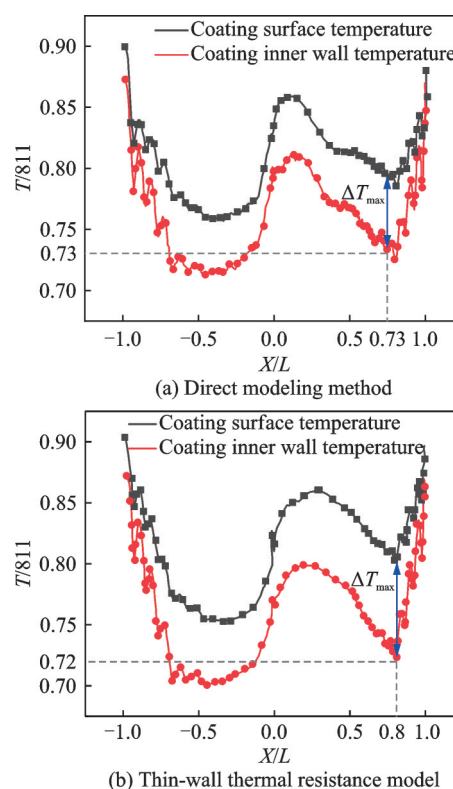 Coating surface temperature
Coating inner wall temperature
0.90
0.85
0.80
0.75
0.73
0.70
T/811
ΔTmax
−1.0 −0.5 0.0 0.5 0.73 1.0
X/L
(a) Direct modeling method
Coating surface temperature
Coating inner wall temperature
0.90
0.85
0.80
0.75
0.72
0.70
T/811
ΔTmax
−1.0 −0.5 0.0 0.5 0.8 1.0
X/L
(b) Thin-wall thermal resistance model